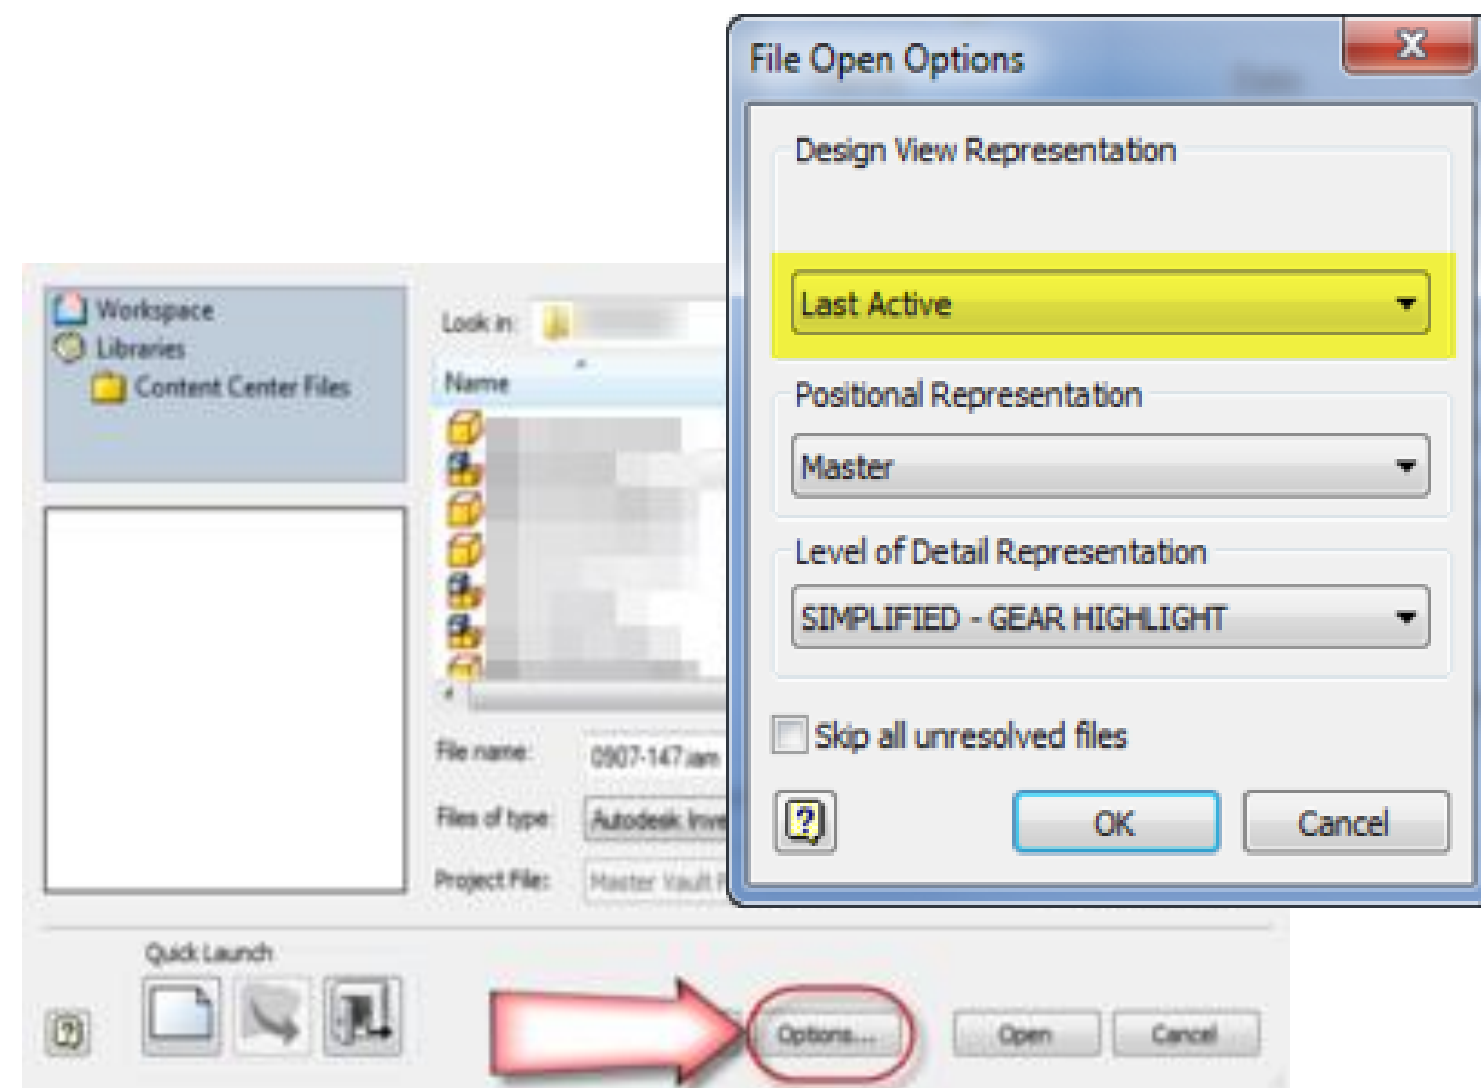 File Open Options
Design View Representation
Last Active
Positional Representation
Master
Level of Detail Representation
SIMPLIFIED - GEAR HIGHLIGHT
Skip all unresolved files
OK
Cancel
Workspace
Libraries
Content Center Files
Look in:
Name
File name:
0907-147.iam
Files of type:
Autodesk Inve
Project File:
Master Vault
Quick Launch
Options...
Open
Cancel